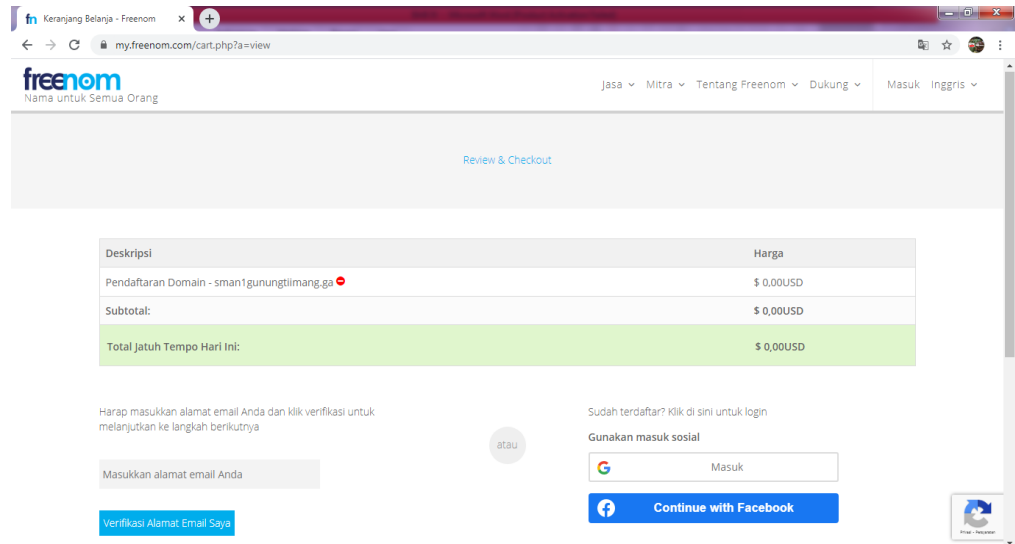 Keranjang Belanja - Freenom
my.freenom.com/cart.php?a=view
freenom
Nama untuk Semua Orang
Jasa Mitra Tentang Freenom Dukung Masuk Inggris
Review & Checkout
Deskripsi Harga
Pendaftaran Domain - sman1gunungtiimang.ga $ 0,00USD
Subtotal: $ 0,00USD
Total Jatuh Tempo Hari Ini: $ 0,00USD
Harap masukkan alamat email Anda dan klik verifikasi untuk
melanjutkan ke langkah berikutnya
Masukkan alamat email Anda
Verifikasi Alamat Email Saya
atau
Sudah terdaftar? Klik di sini untuk login
Gunakan masuk sosial
Masuk
Continue with Facebook